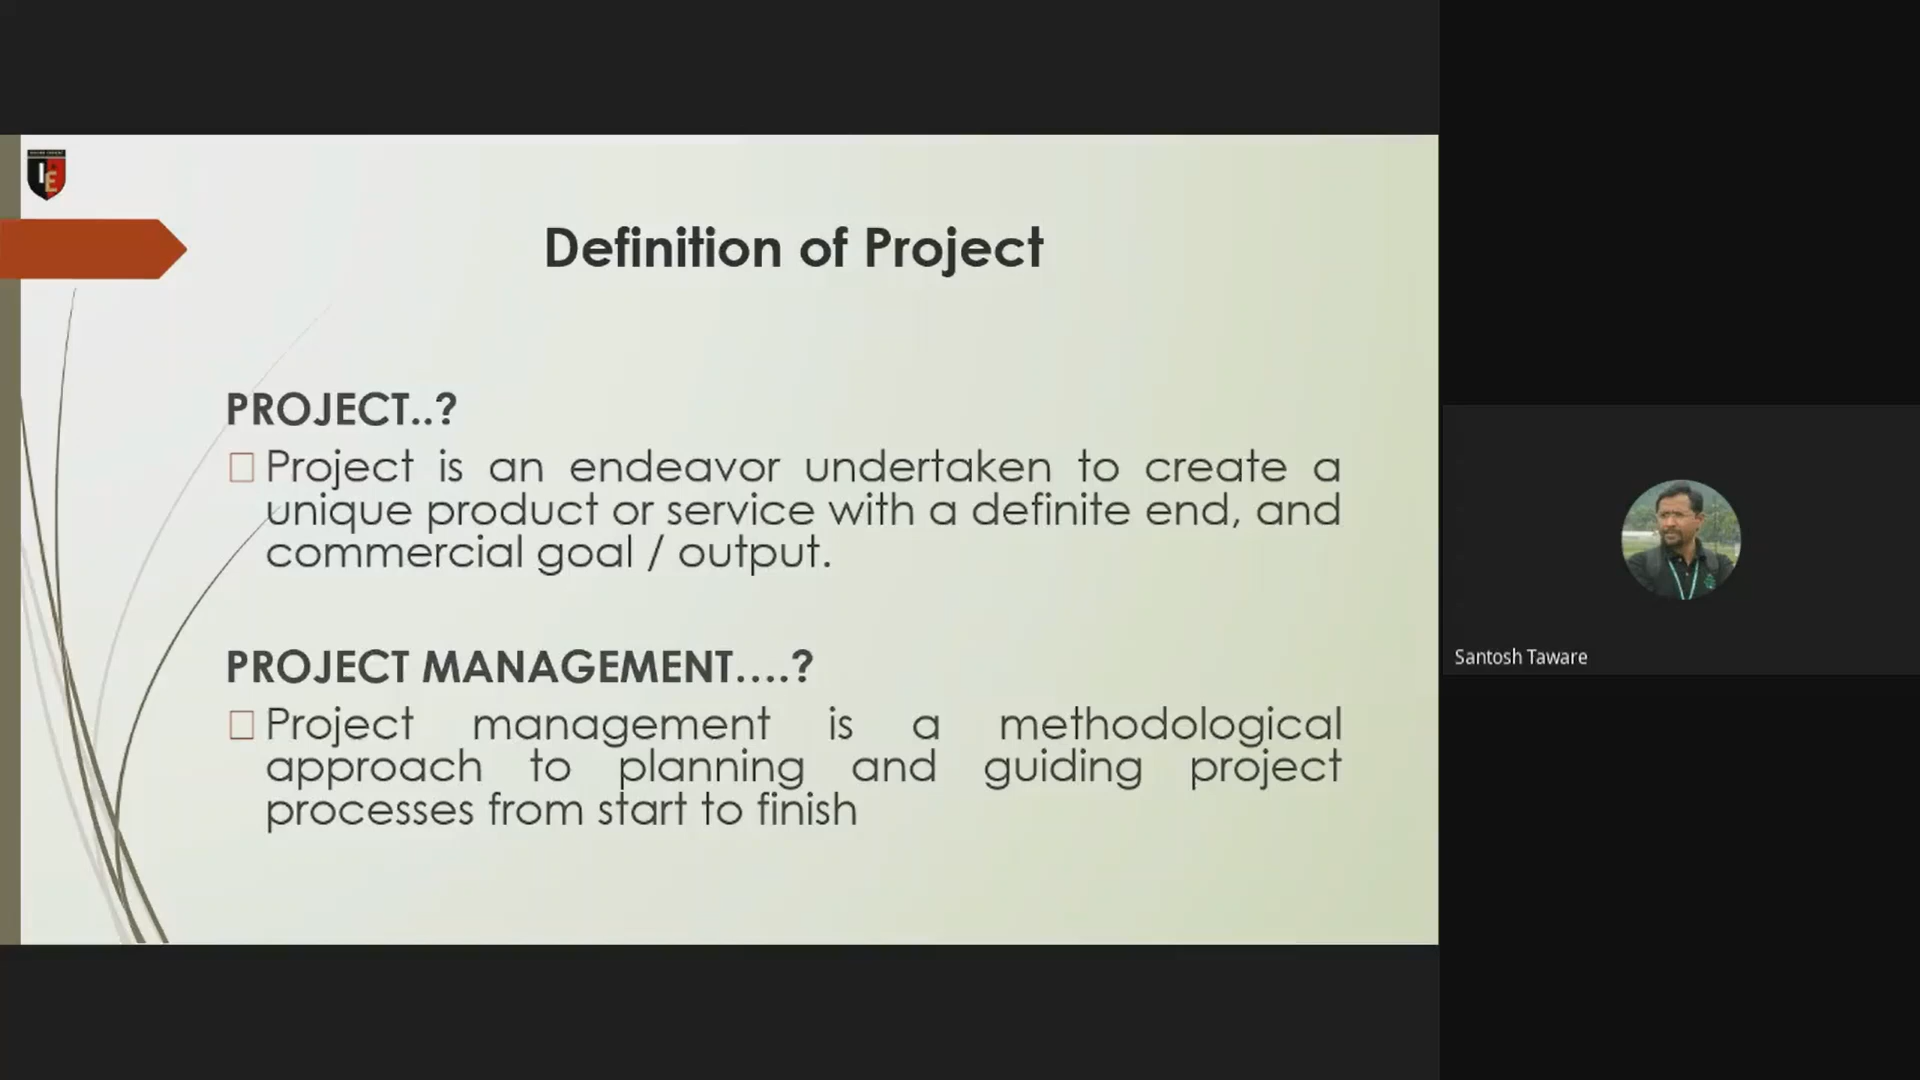 IE
Definition of Project
PROJECT..?
Project is an endeavor undertaken to create a
unique product or service with a definite end, and
commercial goal / output.
PROJECT MANAGEMENT....?
Project management is a methodological
approach to planning and guiding project
processes from start to finish
Santosh Taware